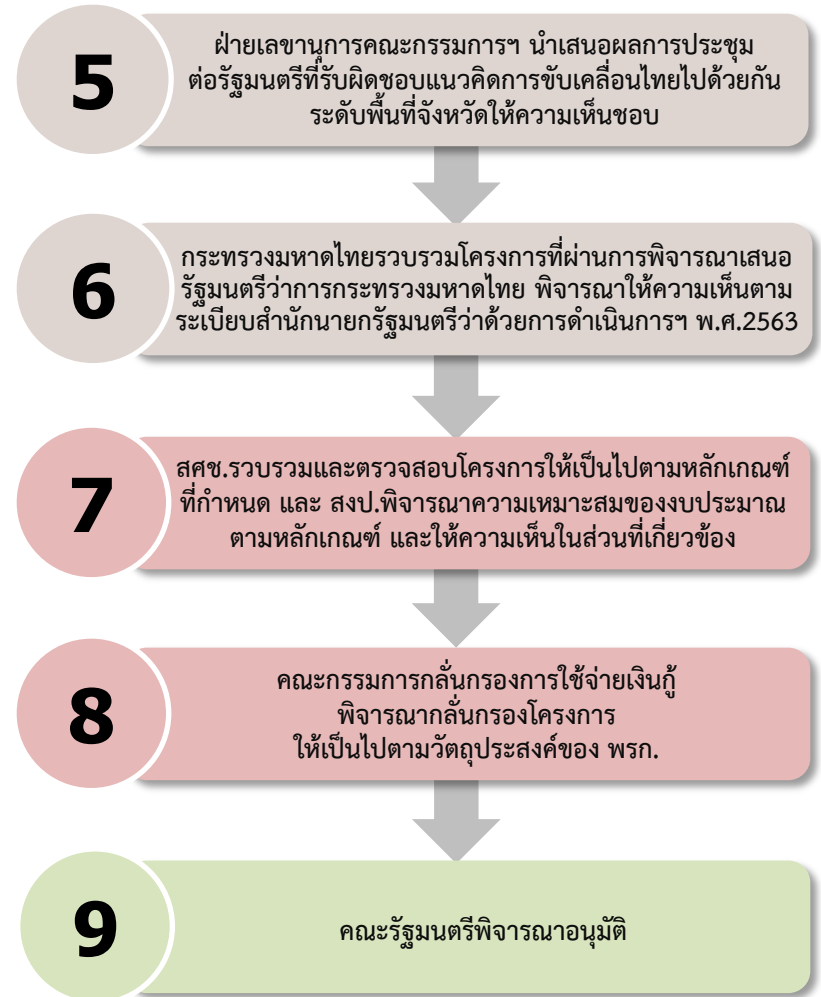 5
ฝ่ายเลขานุการคณะกรรมการฯ นำเสนอผลการประชุม
ต่อรัฐมนตรีที่รับผิดชอบแนวคิดการขับเคลื่อนไทยไปด้วยกัน
ระดับพื้นที่จังหวัดให้ความเห็นชอบ
6
กระทรวงมหาดไทยรวบรวมโครงการที่ผ่านการพิจารณาเสนอ
รัฐมนตรีว่าการกระทรวงมหาดไทย พิจารณาให้ความเห็นตาม
ระเบียบสำนักนายกรัฐมนตรีว่าด้วยการดำเนินการฯ พ.ศ.2563
7
สศช.รวบรวมและตรวจสอบโครงการให้เป็นไปตามหลักเกณฑ์
ที่กำหนด และ สงป.พิจารณาความเหมาะสมของงบประมาณ
ตามหลักเกณฑ์ และให้ความเห็นในส่วนที่เกี่ยวข้อง
8
คณะกรรมการกลั่นกรองการใช้จ่ายเงินกู้
พิจารณากลั่นกรองโครงการ
ให้เป็นไปตามวัตถุประสงค์ของ พรก.
9
คณะรัฐมนตรีพิจารณาอนุมัติ